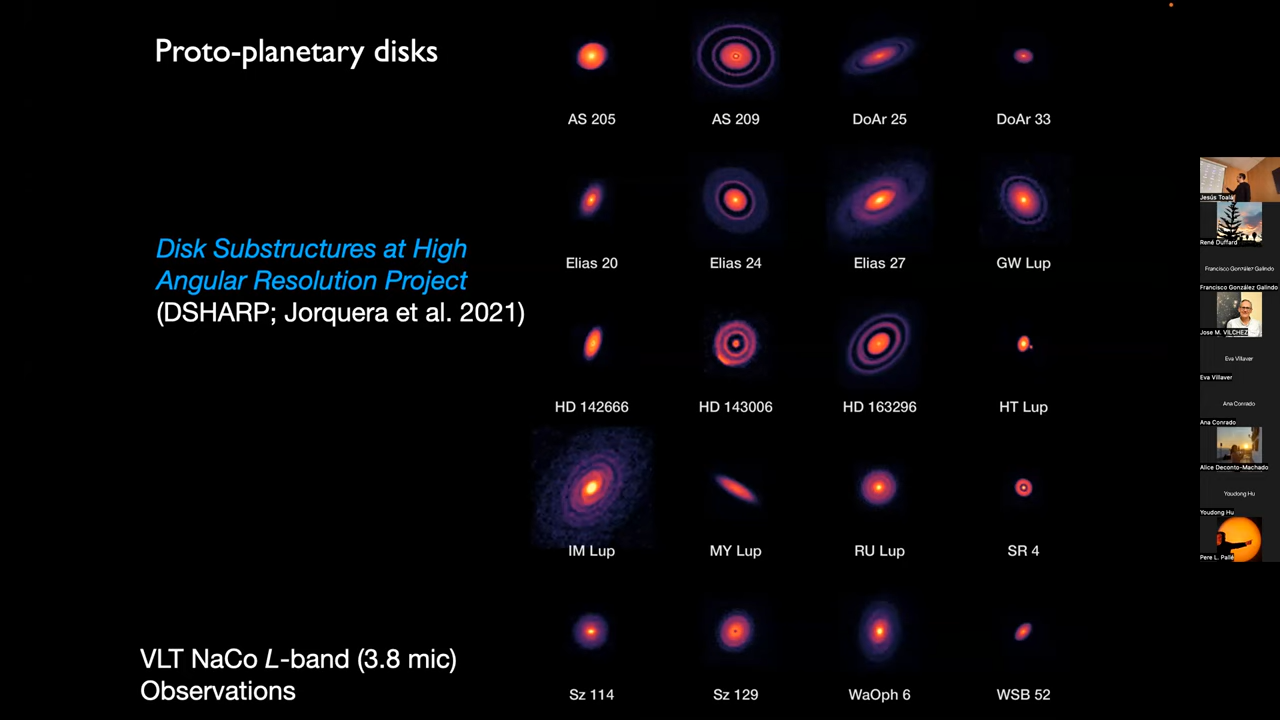 Proto-planetary disks
AS 205
AS 209
DoAr 25
DoAr 33
Elias 20
Elias 24
Elias 27
GW Lup
Disk Substructures at High
Angular Resolution Project
(DSHARP; Jorquera et al. 2021)
HD 142666
HD 143006
HD 163296
HT Lup
IM Lup
MY Lup
RU Lup
SR 4
VLT NaCo L-band (3.8 mic)
Observations
Sz 114
Sz 129
WaOph 6
WSB 52
Jesús Toalá
René Duffard
Francisco González Galindo
Francisco González Galindo
Jose M. VILCHEZ
Eva Villaver
Eva Villaver
Ana Conrado
Ana Conrado
Alice Deconto-Machado
Youdong Hu
Youdong Hu
Pere L. Pallé